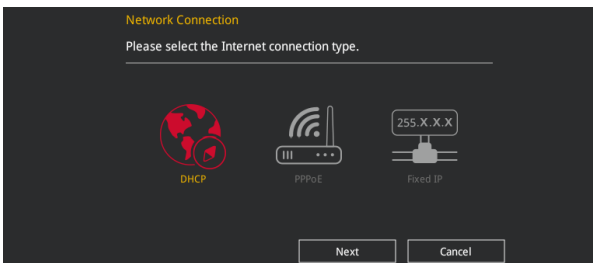 Network Connection
Please select the Internet connection type.
255.X.X.X
DHCP
PPPoE
Fixed IP
Next
Cancel